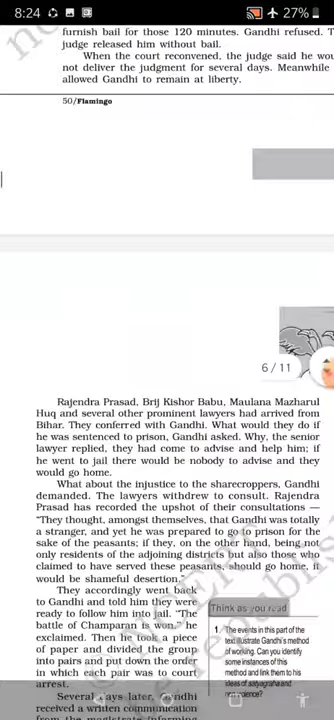 8:24
27%
furnish bail for those 120 minutes. Gandhi refused. T
judge released him without bail.
When the court reconvened, the judge said he wou
not deliver the judgment for several days. Meanwhile
allowed Gandhi to remain at liberty.
50/Flamingo
6 / 11
Rajendra Prasad, Brij Kishor Babu, Maulana Mazharul
Huq and several other prominent lawyers had arrived from
Bihar. They conferred with Gandhi. What would they do if
he was sentenced to prison, Gandhi asked. Why, the senior
lawyer replied, they had come to advise and help him; if
he went to jail there would be nobody to advise and they
would go home.
What about the injustice to the sharecroppers, Gandhi
demanded. The lawyers withdrew to consult. Rajendra
Prasad has recorded the upshot of their consultations —
“They thought, amongst themselves, that Gandhi was totally
a stranger, and yet he was prepared to go to prison for the
sake of the peasants; if they, on the other hand, being not
only residents of the adjoining districts but also those who
claimed to have served these peasants, should go home, it
would be shameful desertion.”
They accordingly went back
to Gandhi and told him they were
ready to follow him into jail. “The
battle of Champaran is won,” he
exclaimed. Then he took a piece
of paper and divided the group
into pairs and put down the order
in which each pair was to court
arrest.
Several days later, Gandhi
received a written communication
from the magistrate informing
Think as you read
1. The events in this part of the
text illustrate Gandhi's method
of working. Can you identify
some instances of this
method and link them to his
ideas of satyagraha and
non-violence?